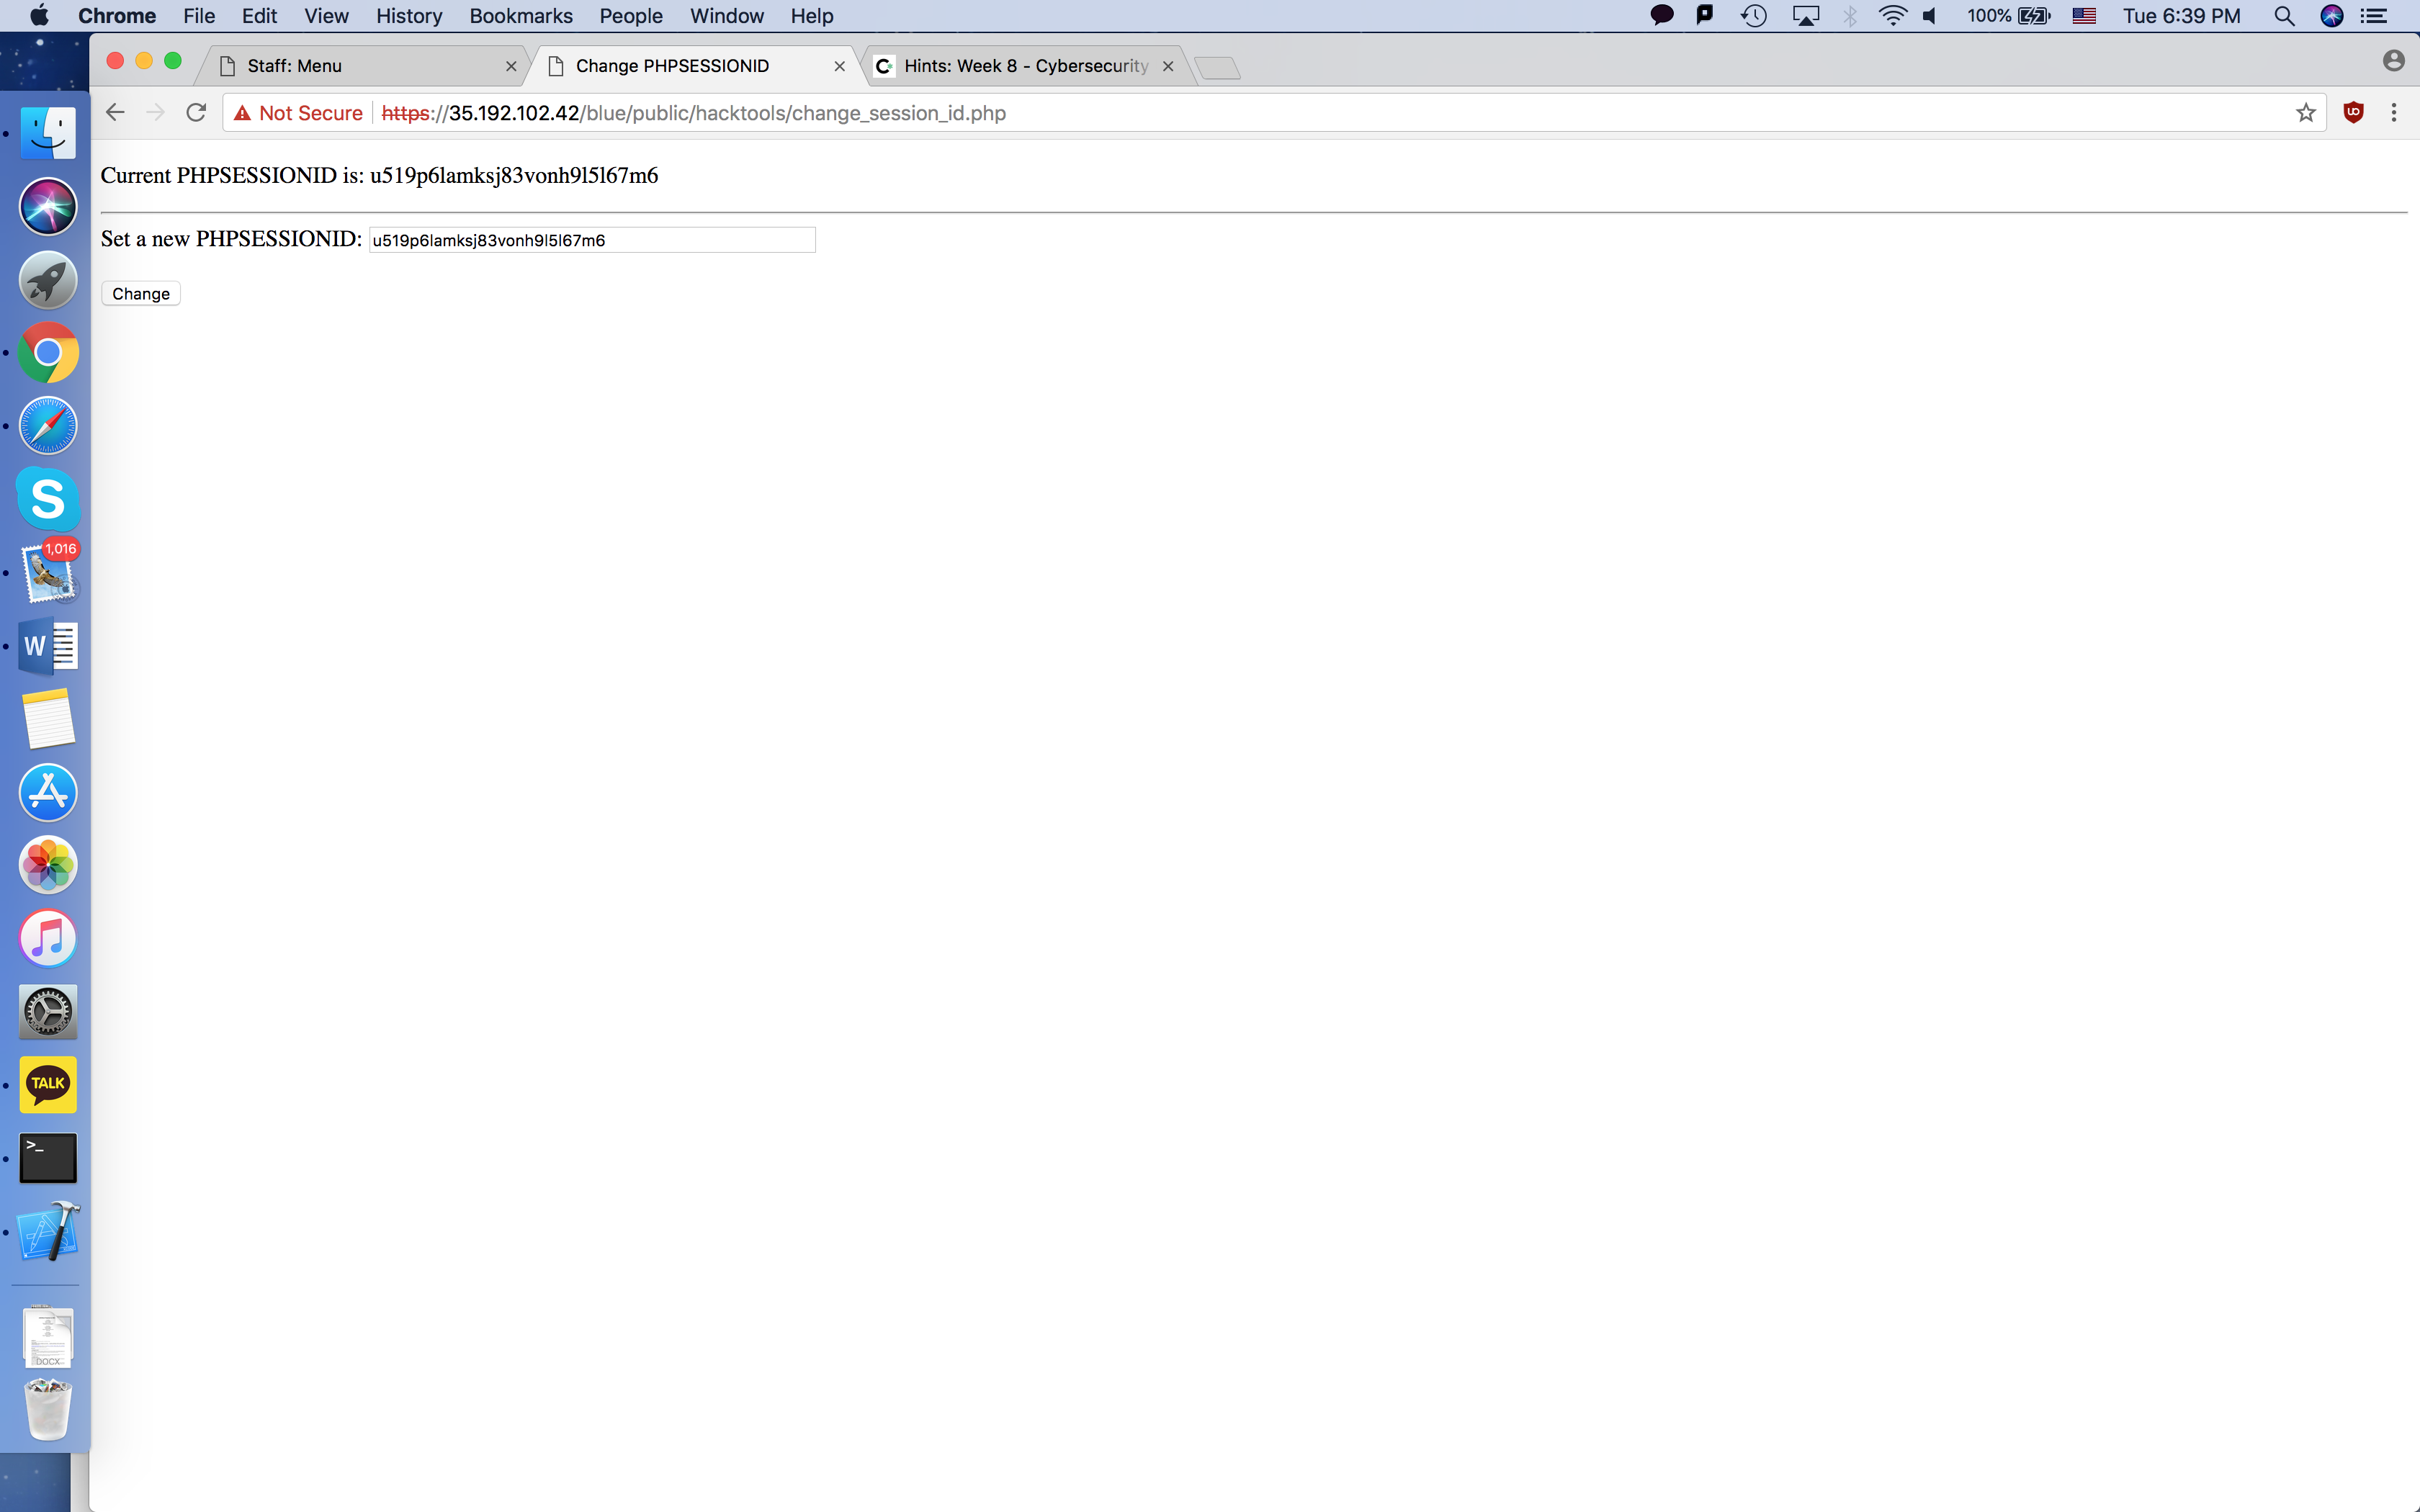 Chrome File Edit View History Bookmarks People Window Help 100% Tue 6:39 PM
Staff: Menu Change PHPSESSIONID Hints: Week 8 - Cybersecurity
Not Secure https://35.192.102.42/blue/public/hacktools/change_session_id.php
Current PHPSESSIONID is: u519p6lamksj83vonh9l5l67m6
Set a new PHPSESSIONID: u519p6lamksj83vonh9l5l67m6
Change
S
1,016
W
TALK
>_
DOCX